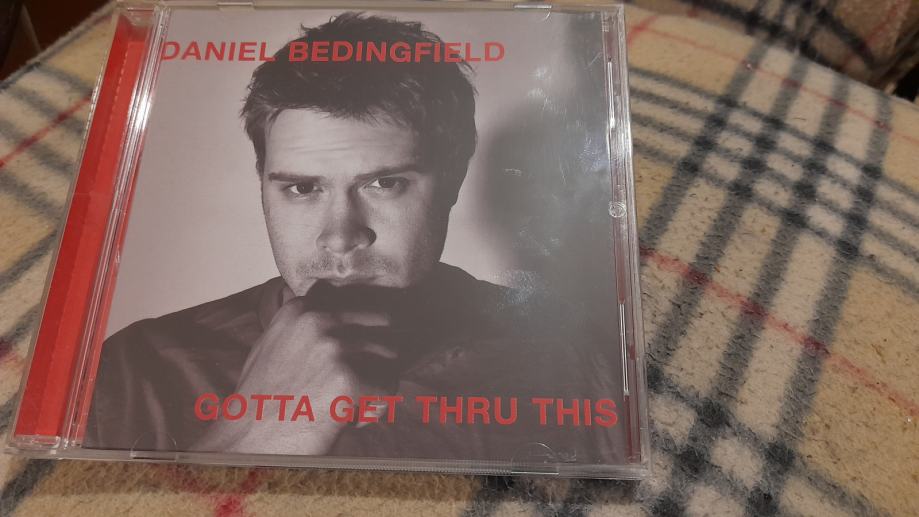 DANIEL BEDINGFIELD
GOTTA GET THRU THIS